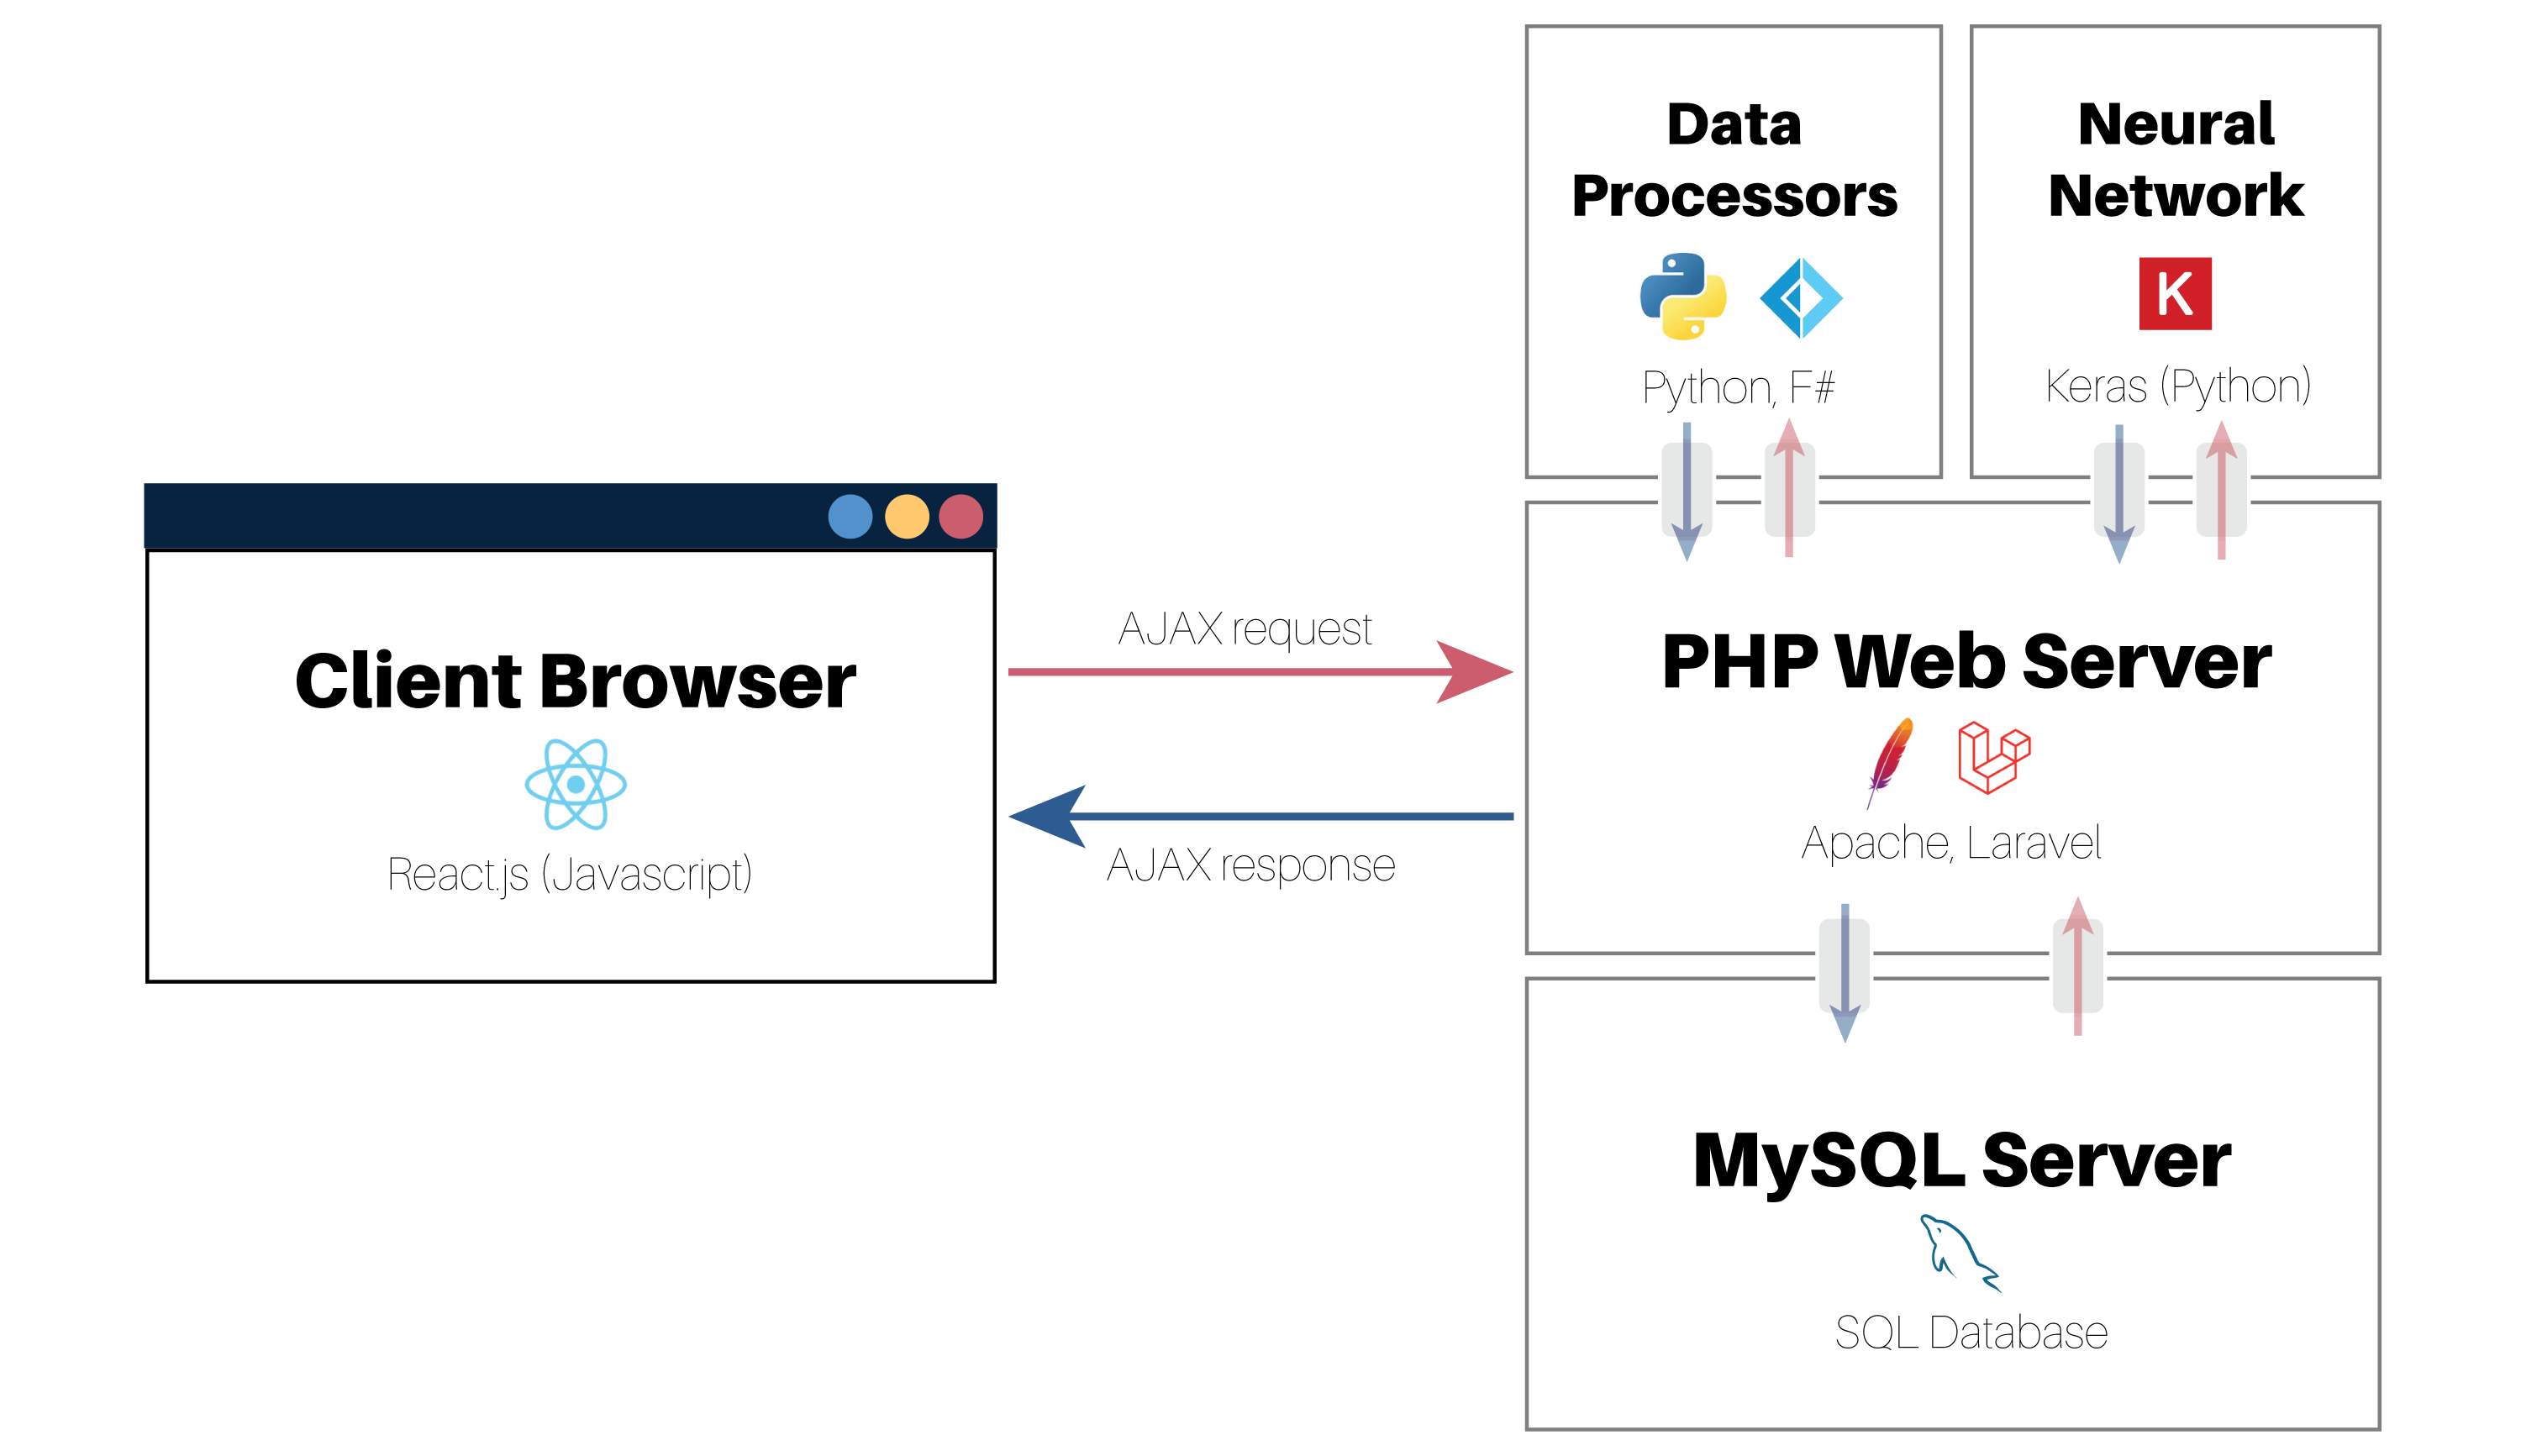 Data
Processors
Python, F#
Neural
Network
K
Keras (Python)
Client Browser
React.js (Javascript)
AJAX request
AJAX response
PHP Web Server
Apache, Laravel
MySQL Server
SQL Database